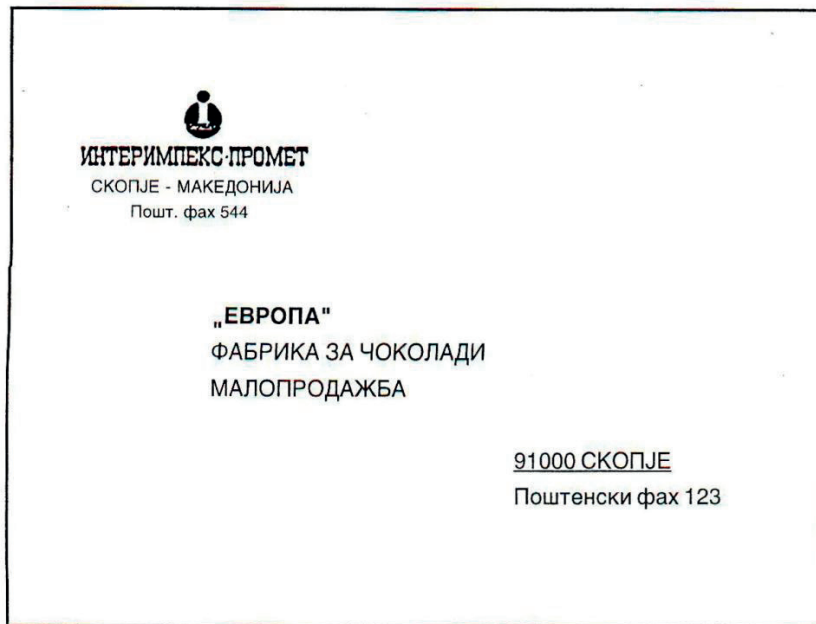 ИНТЕРИМПЕКС-ПРОМЕТ
СКОПЈЕ - МАКЕДОНИЈА
Пошт. фах 544
„ЕВРОПА"
ФАБРИКА ЗА ЧОКОЛАДИ
МАЛОПРОДАЖБА
91000 СКОПЈЕ
Поштенски фах 123